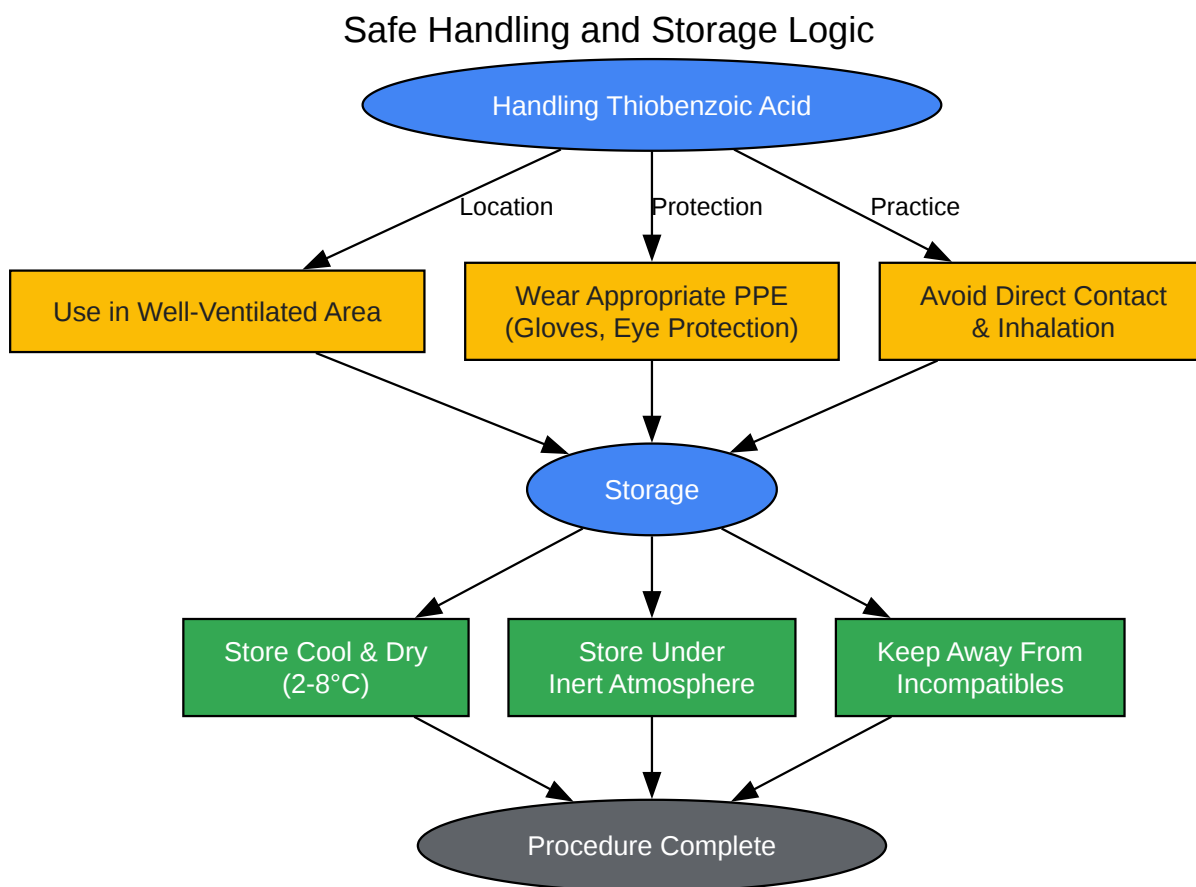 Safe Handling and Storage Logic
Handling Thiobenzoic Acid
Location
Protection
Practice
Use in Well-Ventilated Area
Wear Appropriate PPE
(Gloves, Eye Protection)
Avoid Direct Contact
& Inhalation
Storage
Store Cool & Dry
(2-8°C)
Store Under
Inert Atmosphere
Keep Away From
Incompatibles
Procedure Complete